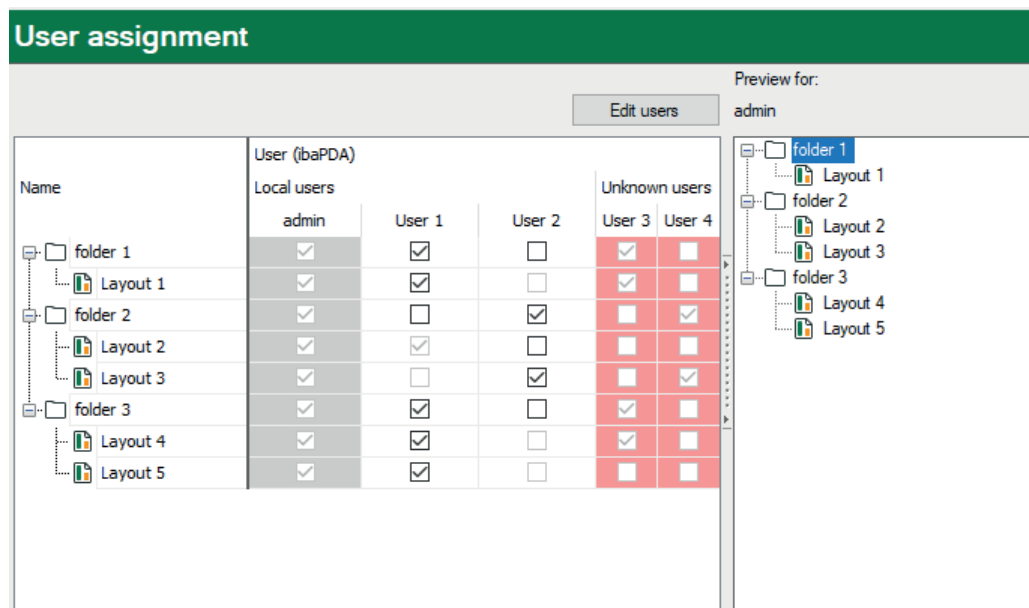 User assignment
Preview for:
Edit users
admin
User (ibaPDA)
Name
Local users
Unknown users
admin
User 1
User 2
User 3
User 4
folder 1
Layout 1
folder 2
Layout 2
Layout 3
folder 3
Layout 4
Layout 5
folder 1
Layout 1
folder 2
Layout 2
Layout 3
folder 3
Layout 4
Layout 5